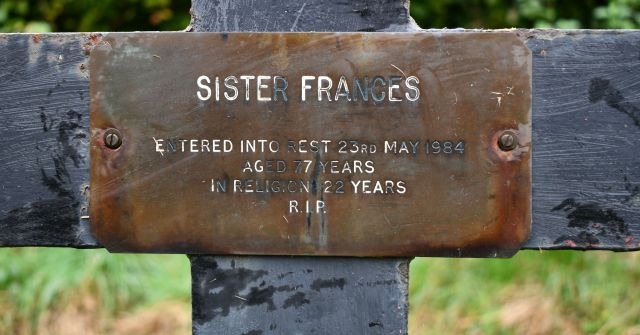 SISTER FRANCES
ENTERED INTO REST 23RD MAY 1984
AGED 77 YEARS
IN RELIGION 22 YEARS
R.I.P.